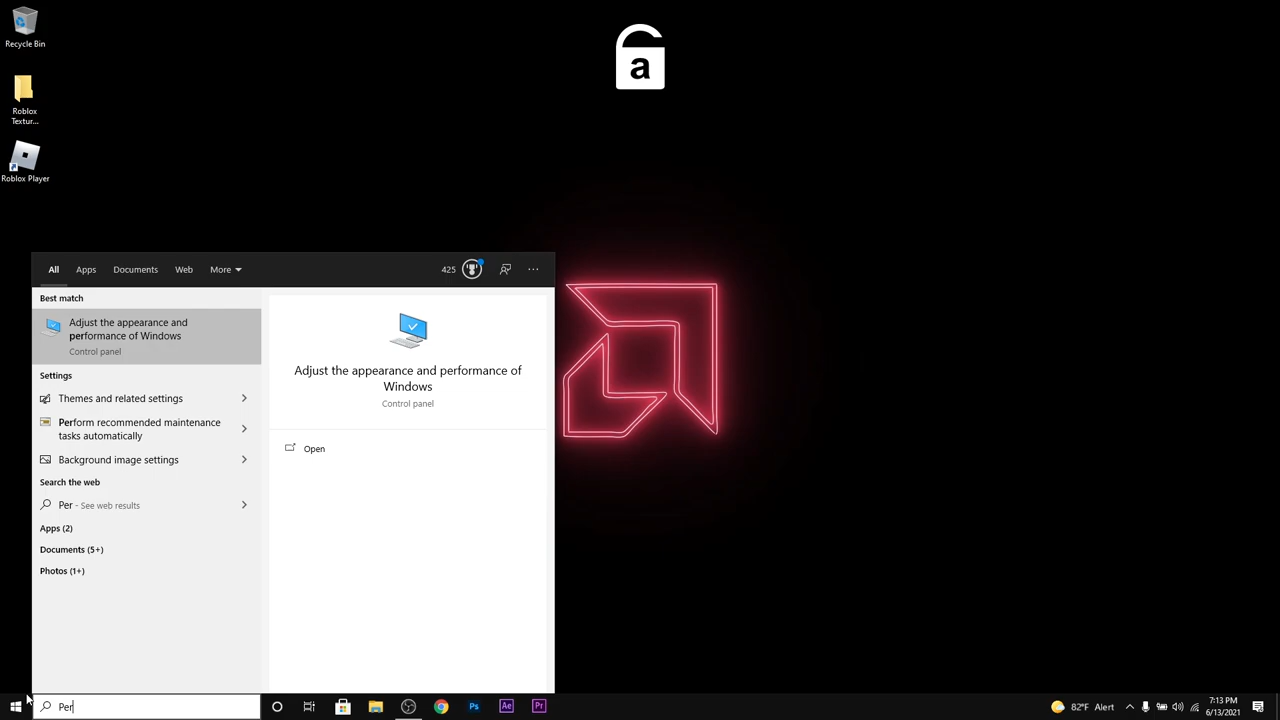 Recycle Bin
a
Roblox
Textur...
Roblox Player
All
Apps
Documents
Web
More
425
Best match
Adjust the appearance and
performance of Windows
Control panel
Adjust the appearance and performance of
Windows
Control panel
Settings
Themes and related settings
Perform recommended maintenance
tasks automatically
Open
Background image settings
Search the web
Per - See web results
Apps (2)
Documents (5+)
Photos (1+)
Per
Ps
Ae
Pr
82°F Alert
7:13 PM
6/13/2021